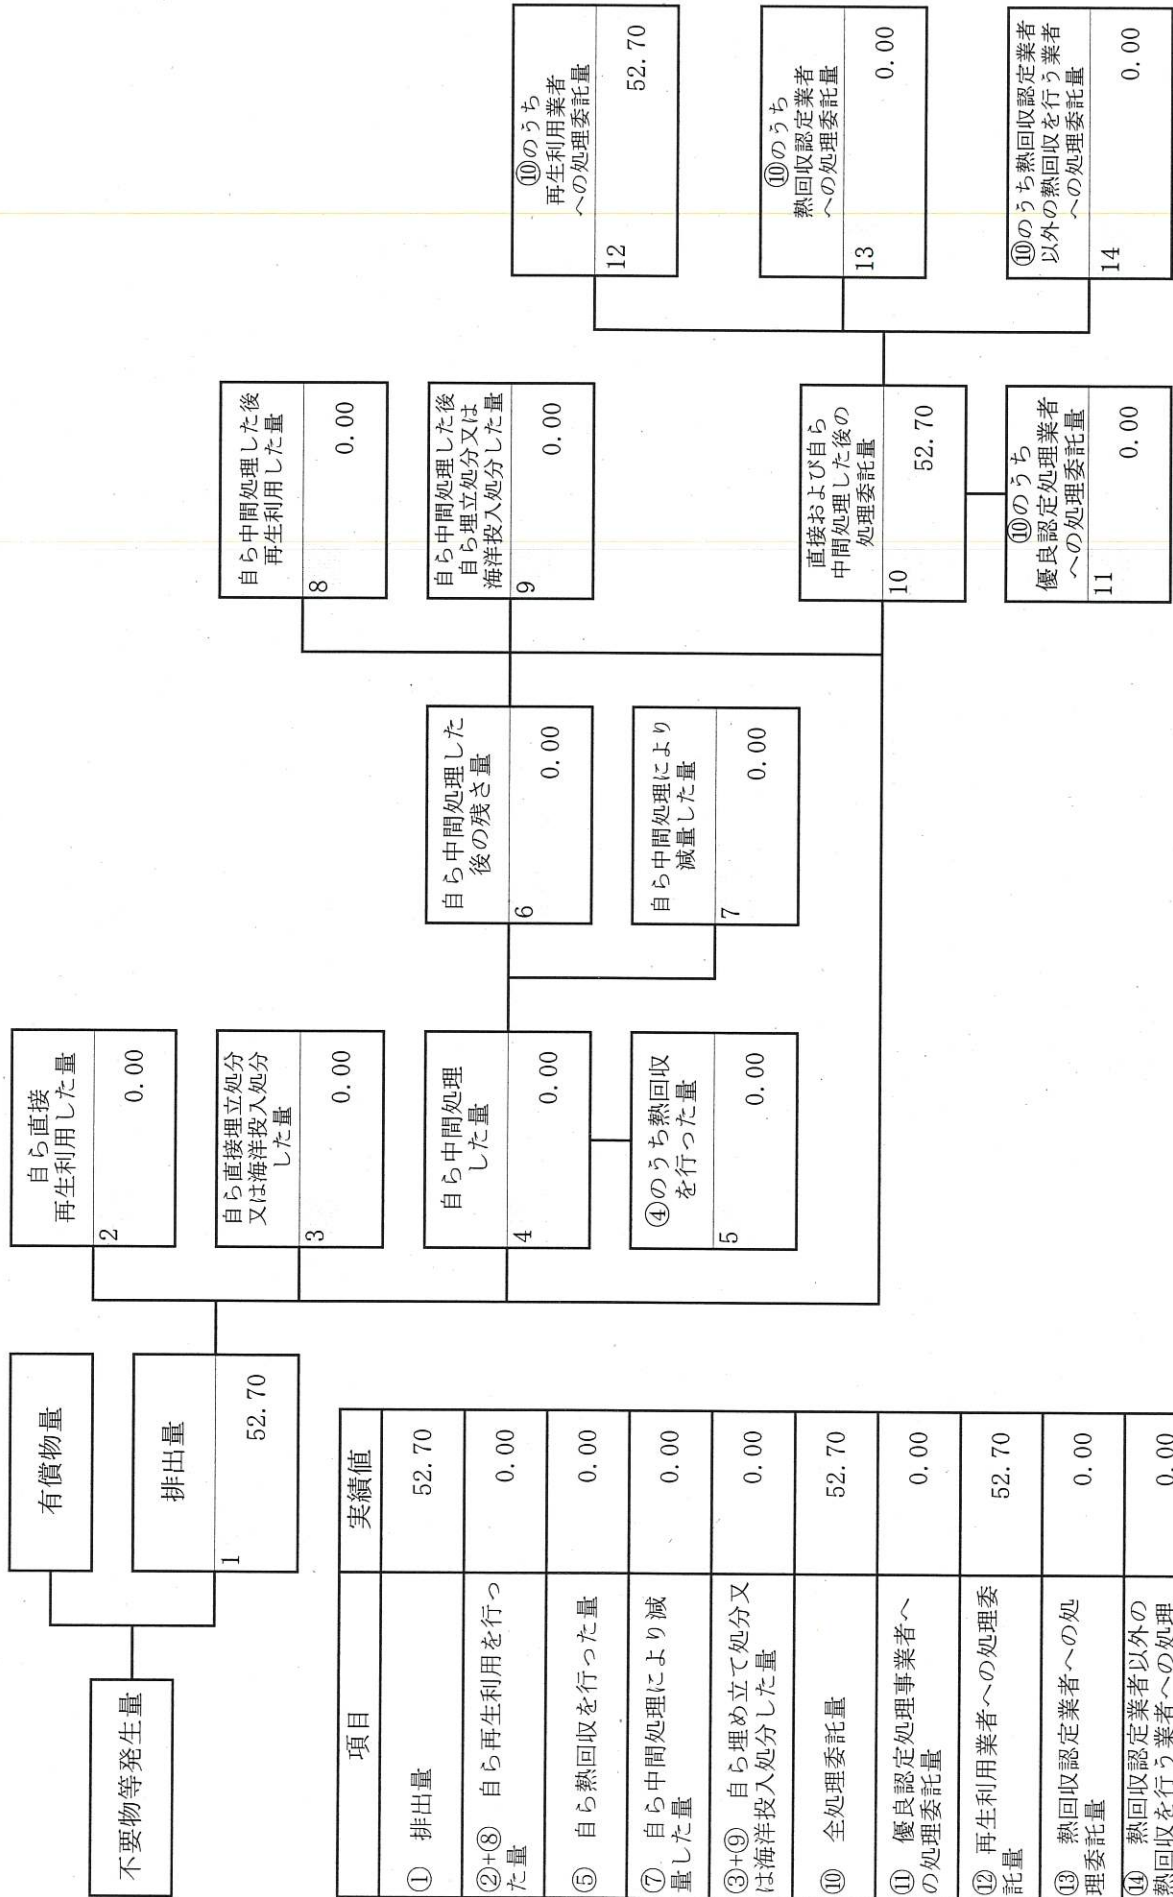 不要物等発生量
有償物量
排出量
1
52.70
自ら直接
再生利用した量
2
0.00
自ら直接埋立処分
又は海洋投入処分
した量
3
0.00
自ら中間処理
した量
4
0.00
④のうち熱回収
を行った量
5
0.00
自ら中間処理した
後の残さ量
6
0.00
自ら中間処理により
減量した量
7
0.00
自ら中間処理した後
再生利用した量
8
0.00
自ら中間処理した後
自ら埋立処分又は
海洋投入処分した量
9
0.00
直接および自ら
中間処理した後の
処理委託量
10
52.70
⑩のうち
優良認定処理業者
への処理委託量
11
0.00
⑩のうち
再生利用業者
への処理委託量
12
52.70
⑩のうち
熱回収認定業者
への処理委託量
13
0.00
⑩のうち熱回収認定業者
以外の熱回収を行う業者
への処理委託量
14
0.00
項目
実績値
① 排出量
52.70
②+⑧ 自ら再生利用を行っ
た量
0.00
⑤ 自ら熱回収を行った量
0.00
⑦ 自ら中間処理により減
量した量
0.00
③+⑨ 自ら埋め立て処分又
は海洋投入処分した量
0.00
⑩ 全処理委託量
52.70
⑪ 優良認定処理事業者へ
の処理委託量
0.00
⑫ 再生利用業者への処理委
託量
52.70
⑬ 熱回収認定業者への処
理委託量
0.00
⑭ 熱回収認定業者以外の
熱回収を行う業者への処理
0.00